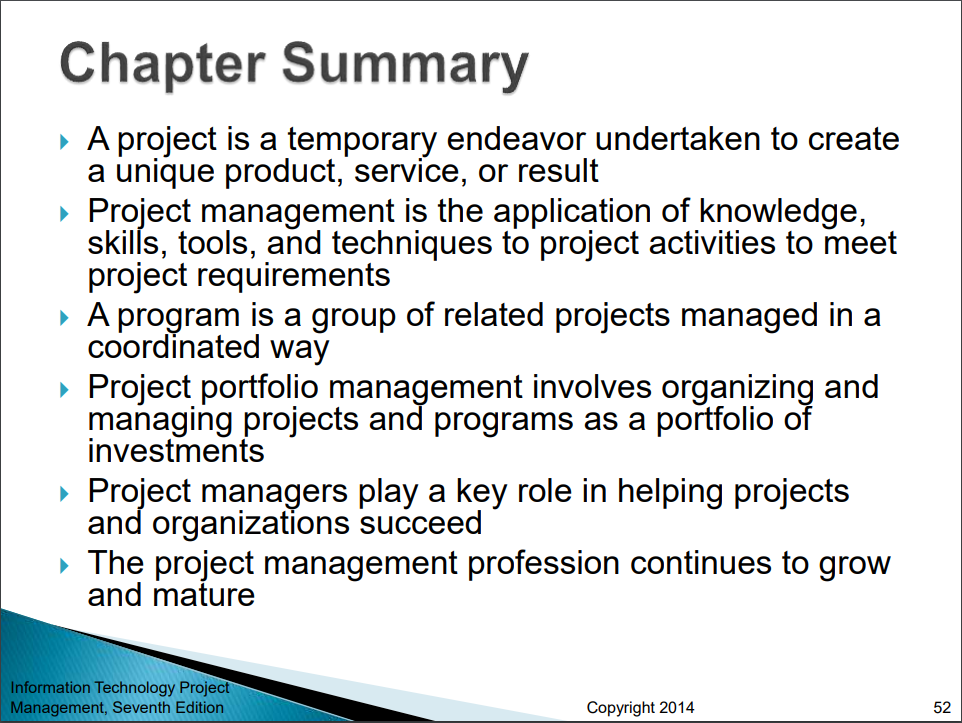 Chapter Summary
A project is a temporary endeavor undertaken to create
a unique product, service, or result
Project management is the application of knowledge,
skills, tools, and techniques to project activities to meet
project requirements
A program is a group of related projects managed in a
coordinated way
Project portfolio management involves organizing and
managing projects and programs as a portfolio of
investments
Project managers play a key role in helping projects
and organizations succeed
The project management profession continues to grow
and mature
Information Technology Project
Management, Seventh Edition
Copyright 2014
52